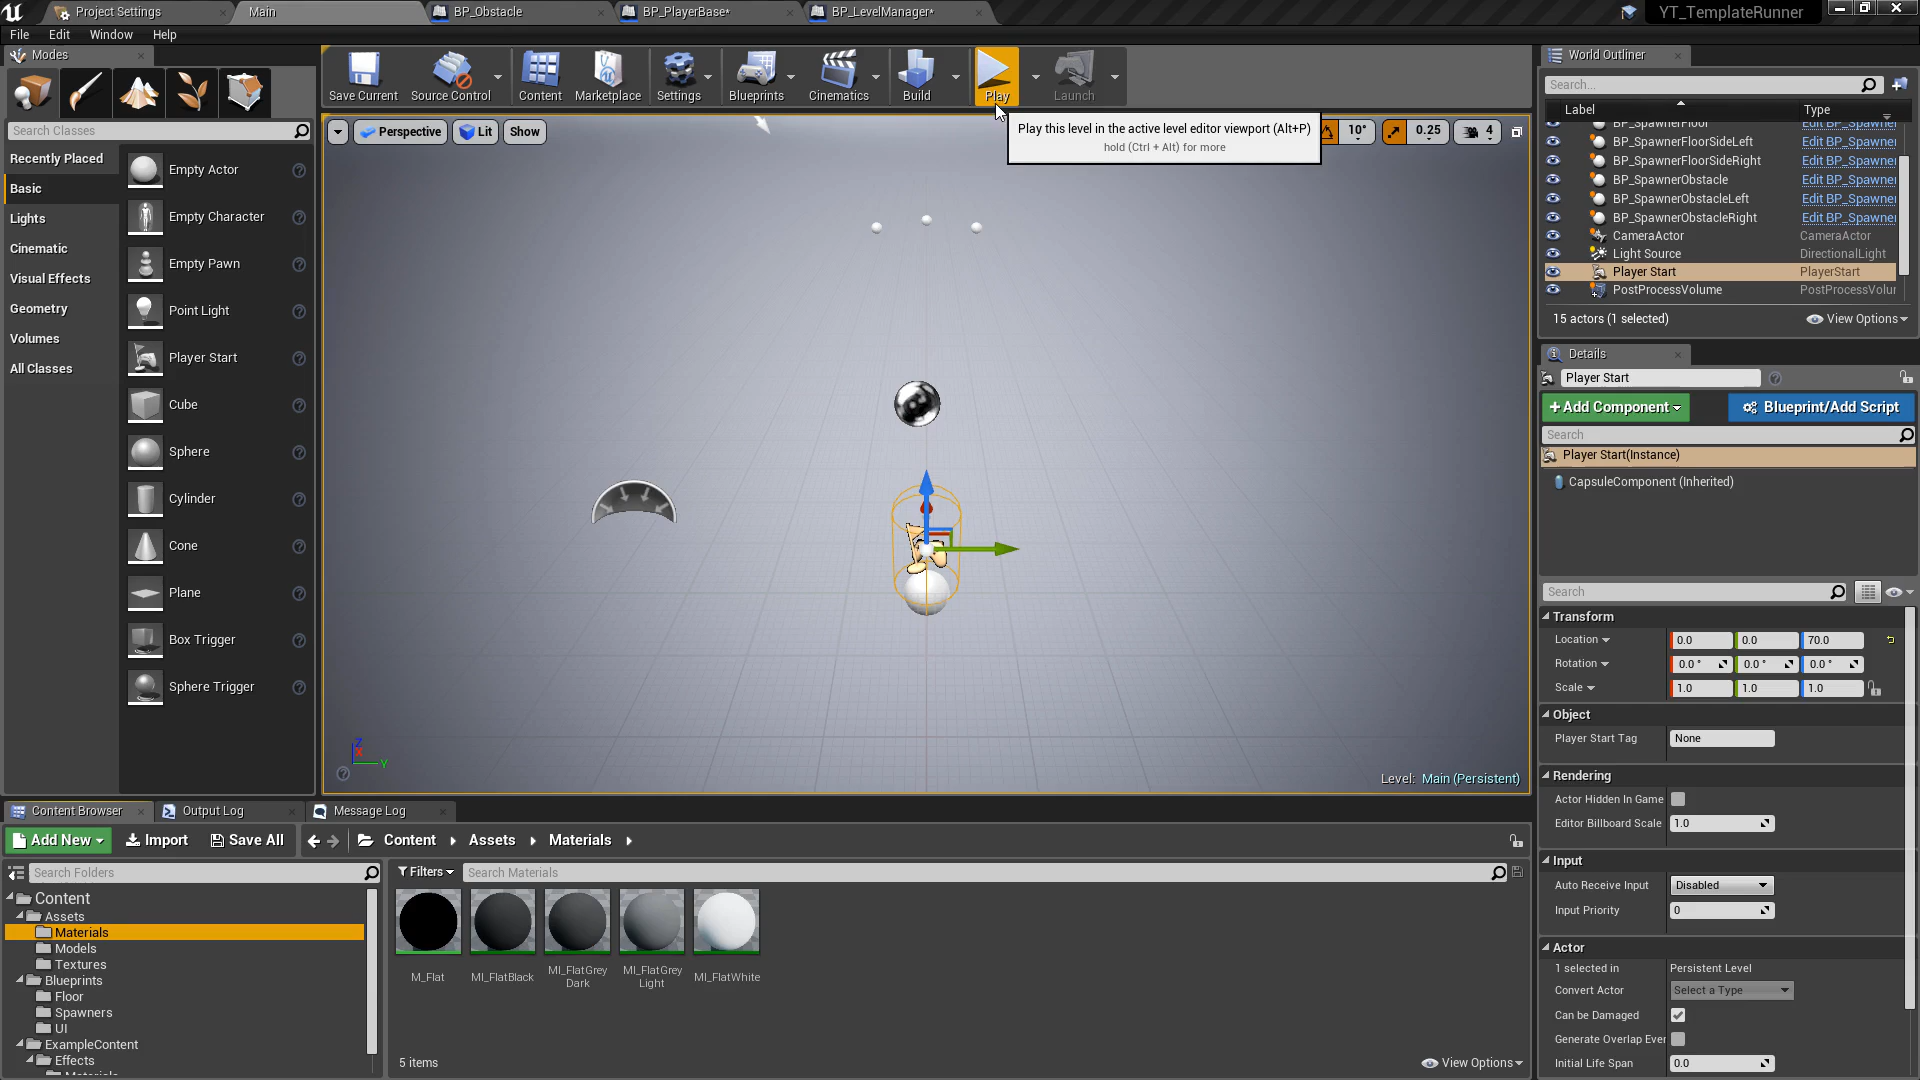 Project Settings
Main
BP_Obstacle
BP_PlayerBase*
BP_LevelManager*
YT_TemplateRunner
File Edit Window Help
Modes
Search Classes
Recently Placed
Basic
Lights
Cinematic
Visual Effects
Geometry
Volumes
All Classes
Empty Actor
Empty Character
Empty Pawn
Point Light
Player Start
Cube
Sphere
Cylinder
Cone
Plane
Box Trigger
Sphere Trigger
Save Current
Source Control
Content
Marketplace
Settings
Blueprints
Cinematics
Build
Play
Launch
Perspective
Lit
Show
Play this level in the active level editor viewport (Alt+P)
hold (Ctrl + Alt) for more
10°
0.25
4
Z
X
Y
Level: Main (Persistent)
World Outliner
Search...
Label Type
BP_SpawnerFloor
BP_SpawnerFloorSideLeft Edit BP_Spawner
BP_SpawnerFloorSideRight Edit BP_Spawner
BP_SpawnerObstacle Edit BP_Spawner
BP_SpawnerObstacleLeft Edit BP_Spawner
BP_SpawnerObstacleRight Edit BP_Spawner
CameraActor CameraActor
Light Source DirectionalLight
Player Start PlayerStart
PostProcessVolume PostProcessVolur
15 actors (1 selected)
View Options
Details
Player Start
+Add Component
Blueprint/Add Script
Search
Player Start(Instance)
CapsuleComponent (Inherited)
Search
Transform
Location 0.0 0.0 70.0
Rotation 0.0 ° 0.0 ° 0.0 °
Scale 1.0 1.0 1.0
Object
Player Start Tag None
Rendering
Actor Hidden In Game
Editor Billboard Scale 1.0
Input
Auto Receive Input Disabled
Input Priority 0
Actor
1 selected in Persistent Level
Convert Actor Select a Type
Can be Damaged
Generate Overlap Ever
Initial Life Span 0.0
Content Browser
Output Log
Message Log
Add New
Import
Save All
Content
Assets
Materials
Search Folders
Filters
Search Materials
Content
Assets
Materials
Models
Textures
Blueprints
Floor
Spawners
UI
ExampleContent
Effects
Materials
M_Flat
MI_FlatBlack
MI_FlatGrey
Dark
MI_FlatGrey
Light
MI_FlatWhite
5 items
View Options